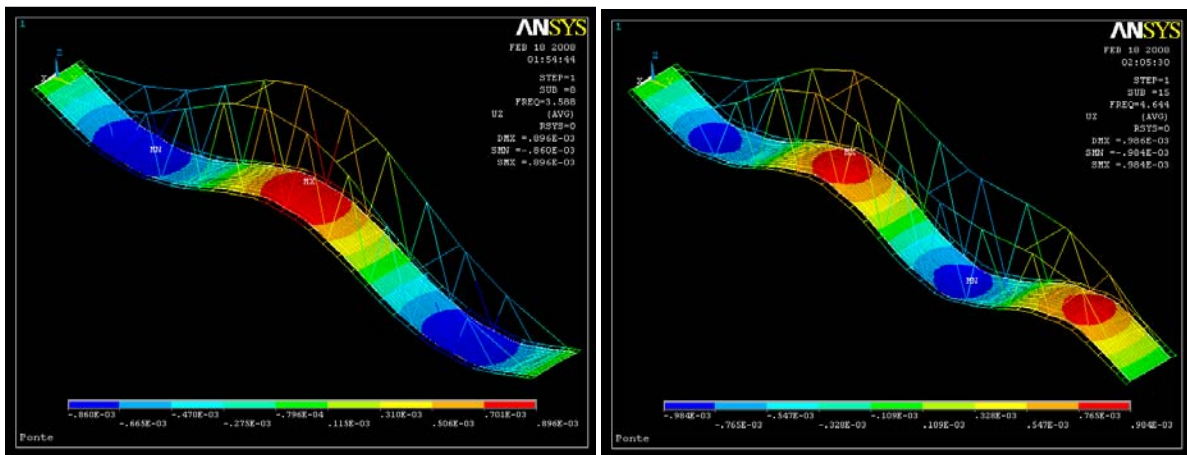 1
ANSYS
FEB 18 2008
01:54:44
STEP=1
SUB =8
FREQ=3.588
UZ (AVG)
RSYS=0
DMX =.896E-03
SMN =-.860E-03
SMX =.896E-03
Z
X
MN
MX
-.860E-03 -.470E-03 -.796E-04 .310E-03 .701E-03
-.665E-03 -.275E-03 .115E-03 .506E-03 .896E-03
Ponte
1
ANSYS
FEB 18 2008
02:05:30
STEP=1
SUB =15
FREQ=4.644
UZ (AVG)
RSYS=0
DMX =.986E-03
SMN =-.984E-03
SMX =.984E-03
Z
X
MX
MN
-.984E-03 -.547E-03 -.109E-03 .328E-03 .765E-03
-.765E-03 -.328E-03 .109E-03 .547E-03 .984E-03
Ponte